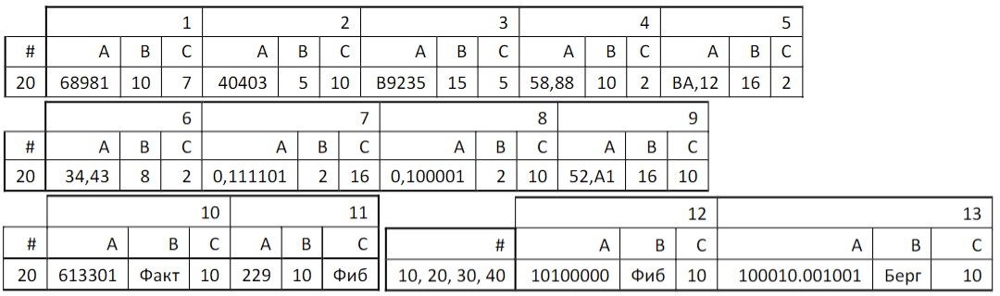 1 2 3 4 5
# A B C A B C A B C A B C A B C
20 68981 10 7 40403 5 10 B9235 15 5 58,88 10 2 BA,12 16 2
6 7 8 9
# A B C A B C A B C A B C
20 34,43 8 2 0,111101 2 16 0,100001 2 10 52,A1 16 10
10 11
# A B C A B C
20 613301 Факт 10 229 10 Фиб
12 13
# A B C A B C
10, 20, 30, 40 10100000 Фиб 10 100010.001001 Берг 10